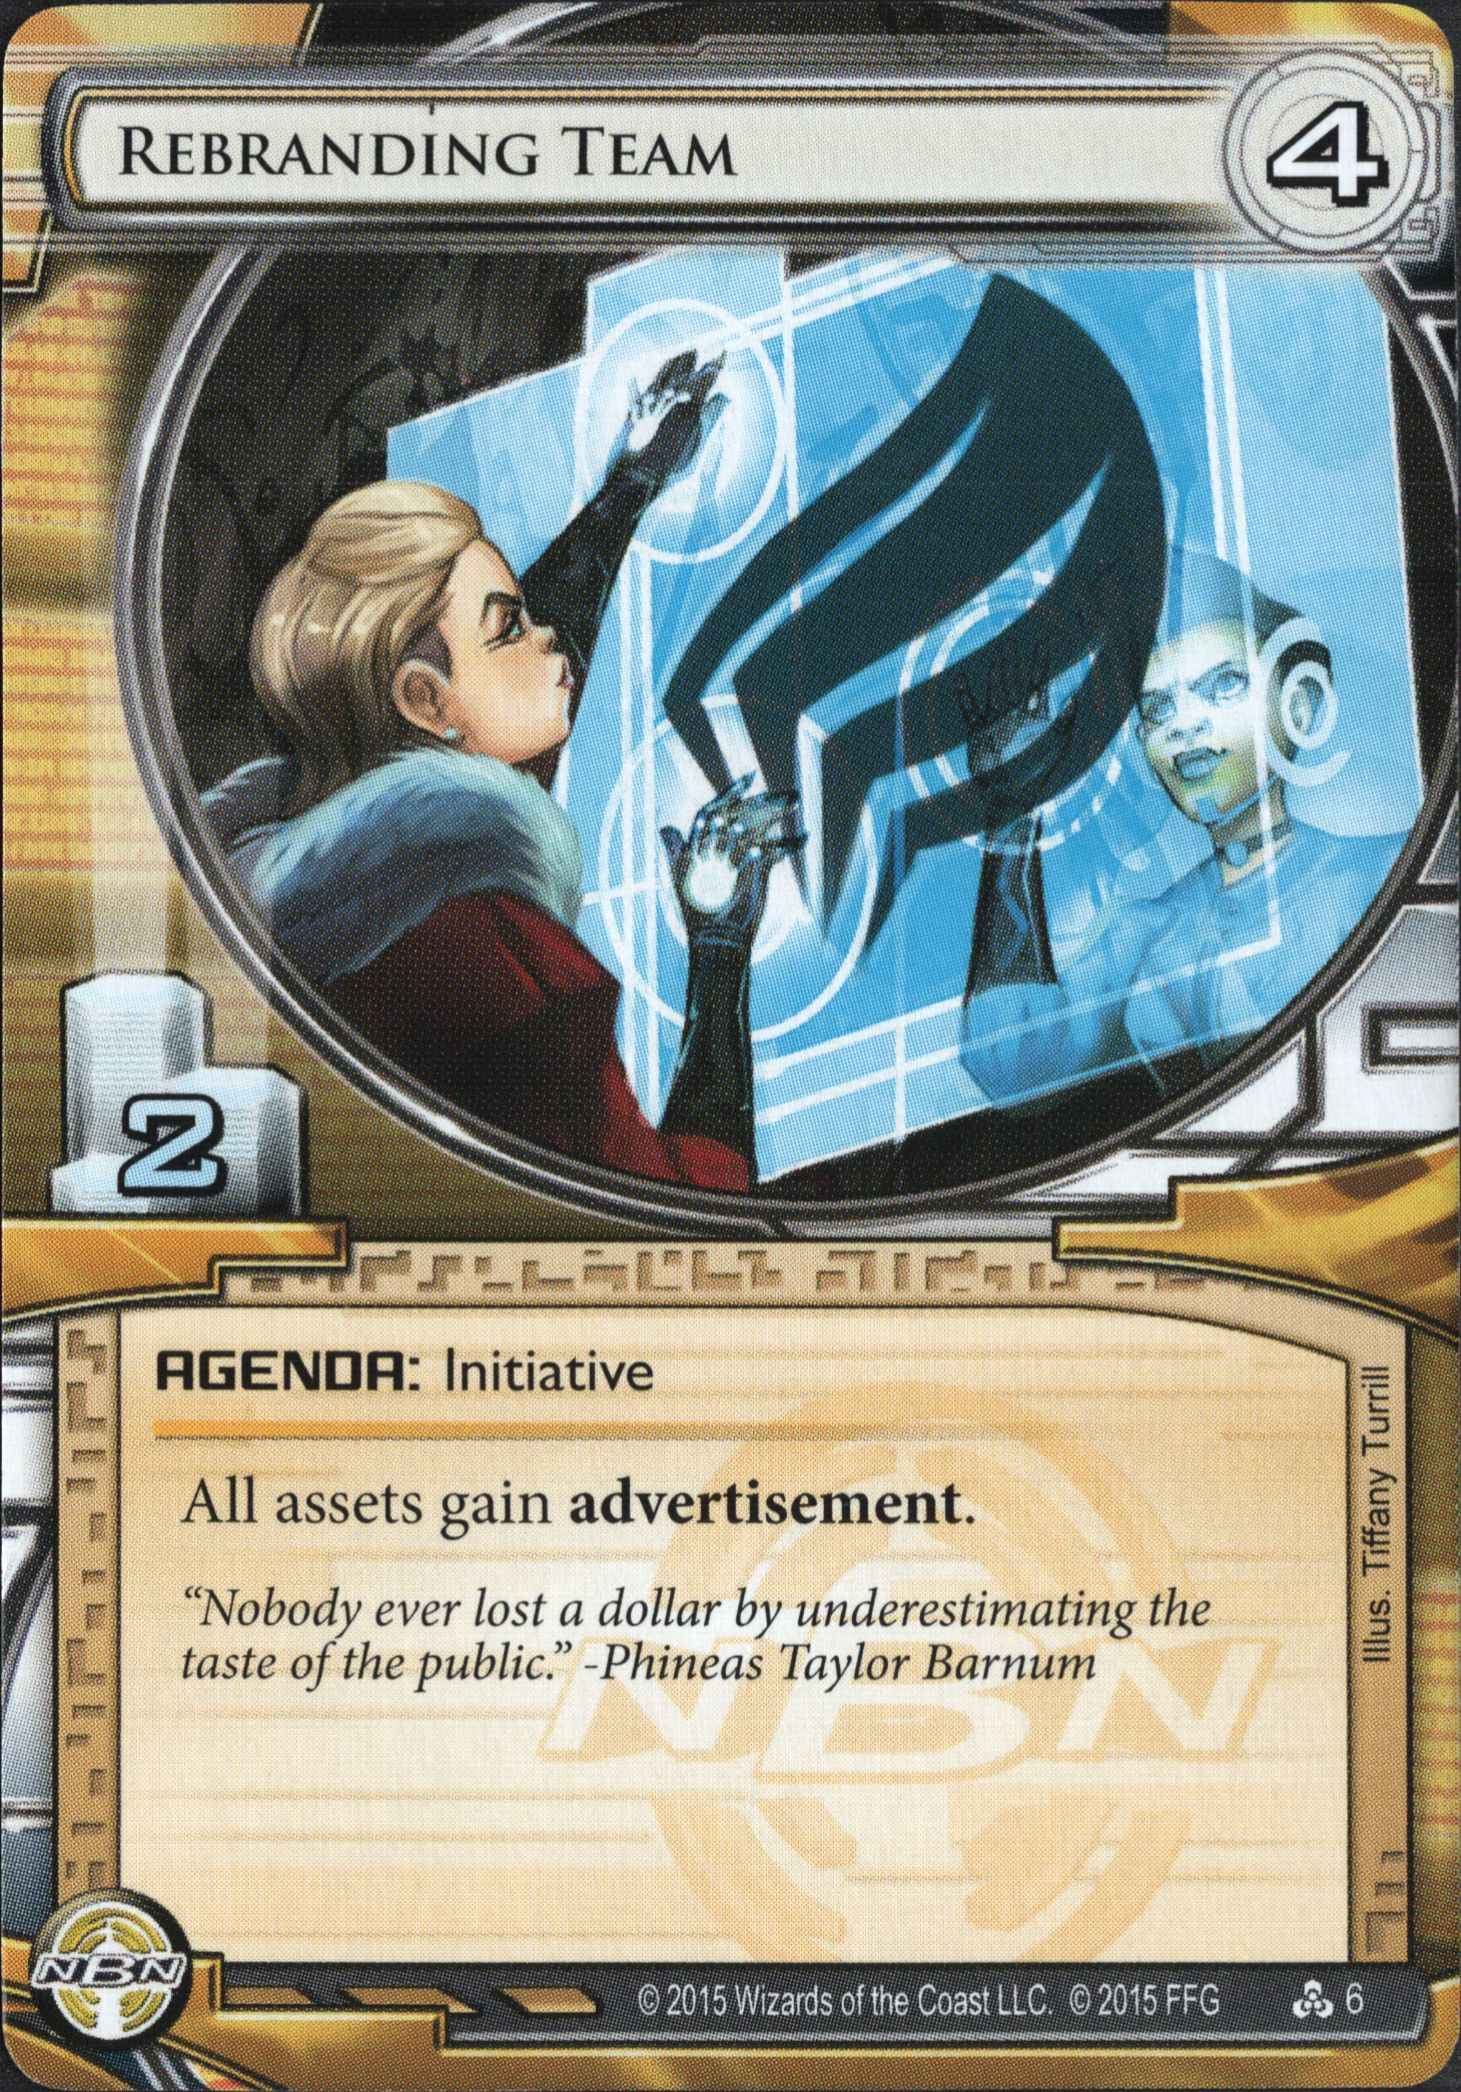 REBRANDING TEAM
4
2
AGENDA: Initiative
All assets gain advertisement.
“Nobody ever lost a dollar by underestimating the
taste of the public.” -Phineas Taylor Barnum
NBN
Illus. Tiffany Turrill
NBN
© 2015 Wizards of the Coast LLC. © 2015 FFG
6